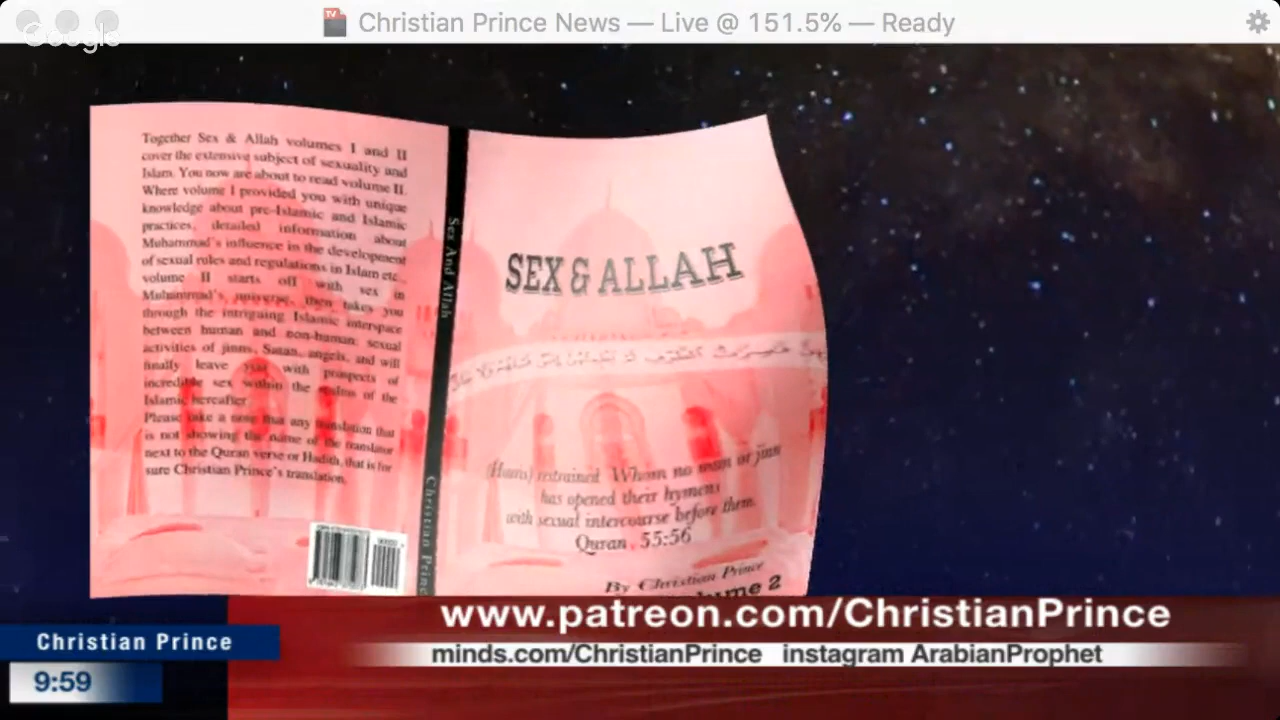 Christian Prince News — Live @ 151.5% — Ready
Google
Together Sex & Allah volumes I and II
cover the extensive subject of sexuality and
Islam. You now are about to read volume II.
Where volume I provided you with unique
knowledge about pre-Islamic and Islamic
practices, detailed information about
Muhammad's influence in the development
of sexual rules and regulations in Islam etc.,
volume II starts off with sex in
Muhammad's universe, then takes you
through the intriguing Islamic interspace
between human and non-human: sexual
activities of jinns, Satan, angels, and will
finally leave you with prospects of
incredible sex within the realms of the
Islamic hereafter
Please take a note that any translation that
is not showing the name of the translator
next to the Quran verse or Hadith, that is for
sure Christian Prince's translation.
Sex And Allah
Christian Prince
SEX & ALLAH
(Huris) restrained Whom no man or jinn
has opened their hymens
with sexual intercourse before them.
Quran, 55:56
By Christian Prince
Volume 2
www.patreon.com/ChristianPrince
Christian Prince
minds.com/ChristianPrince instagram ArabianProphet
9:59